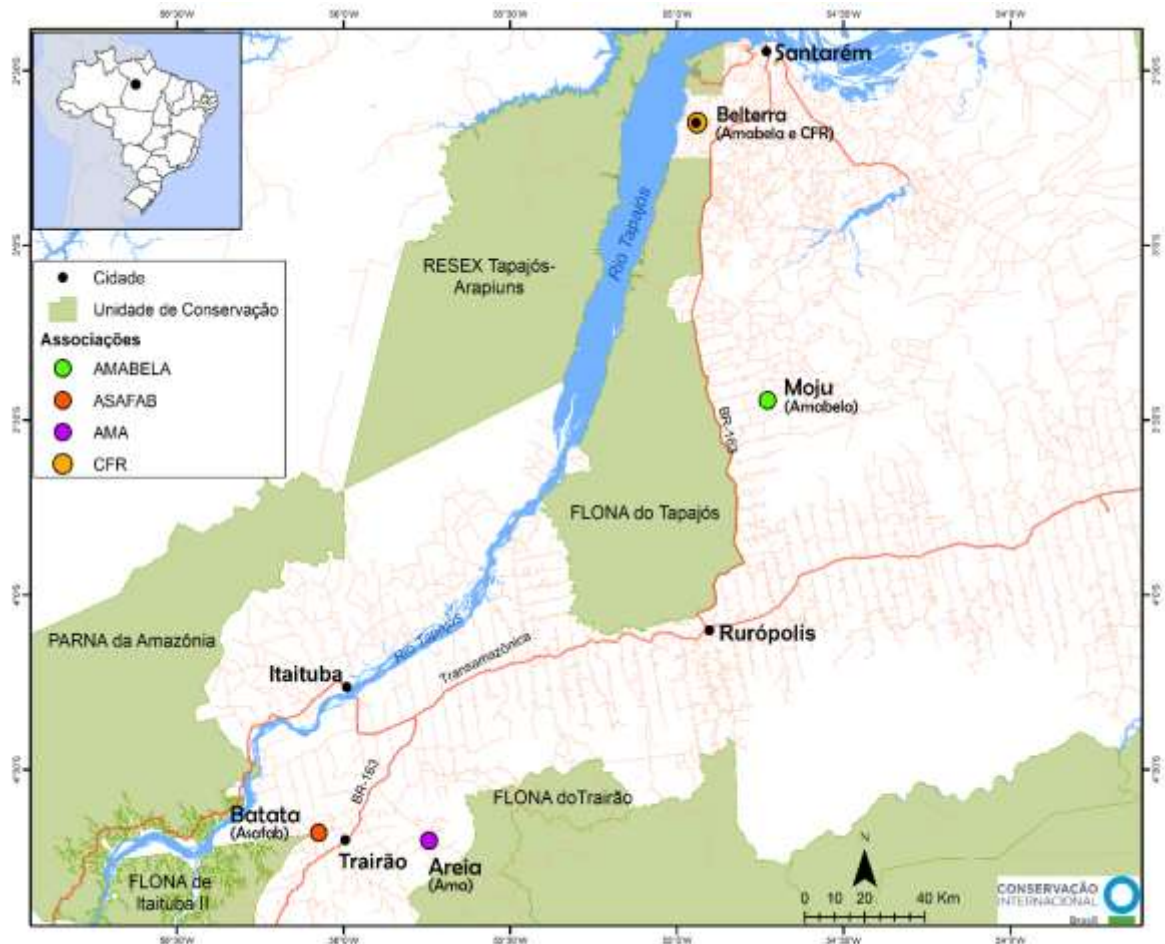 Santarém
Belterra
(Amabela e CFR)
Rio Tapajós
RESEX Tapajós-
Arapiuns
Cidade
Unidade de Conservação
Associações
AMABELA
ASAFAB
AMA
CFR
Moju
(Amabela)
BR-163
FLONA do Tapajós
PARNA da Amazônia
Rio Tapajós
Transamazônica
Rurópolis
Itaituba
BR-163
FLONA doTrairão
Batata
(Asafab)
Trairão
Areia
(Ama)
FLONA de
Itaituba II
N
0 10 20 40 Km
CONSERVAÇÃO
INTERNACIONAL
Brasil